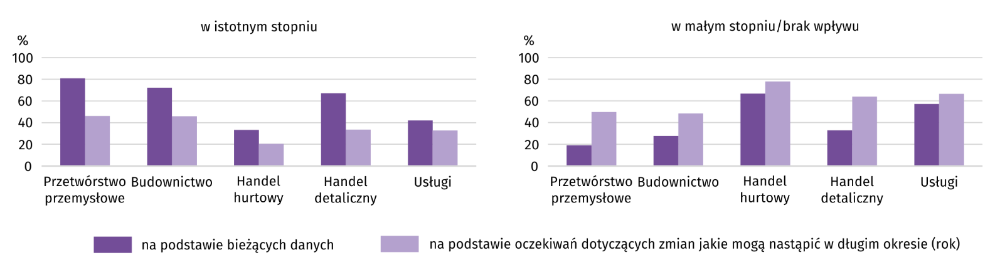 w istotnym stopniu
%
100
80
60
40
20
0
Przetwórstwo przemysłowe
Budownictwo
Handel hurtowy
Handel detaliczny
Usługi
w małym stopniu/brak wpływu
%
100
80
60
40
20
0
Przetwórstwo przemysłowe
Budownictwo
Handel hurtowy
Handel detaliczny
Usługi
na podstawie bieżących danych
na podstawie oczekiwań dotyczących zmian jakie mogą nastąpić w długim okresie (rok)